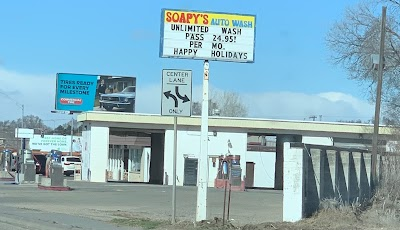 SOAPY'S AUTO WASH
UNLIMITED WASH
PASS 24.95!
PER MO.
HAPPY HOLIDAYS
TIRES READY FOR
EVERY MILESTONE
CENTER
LANE
ONLY